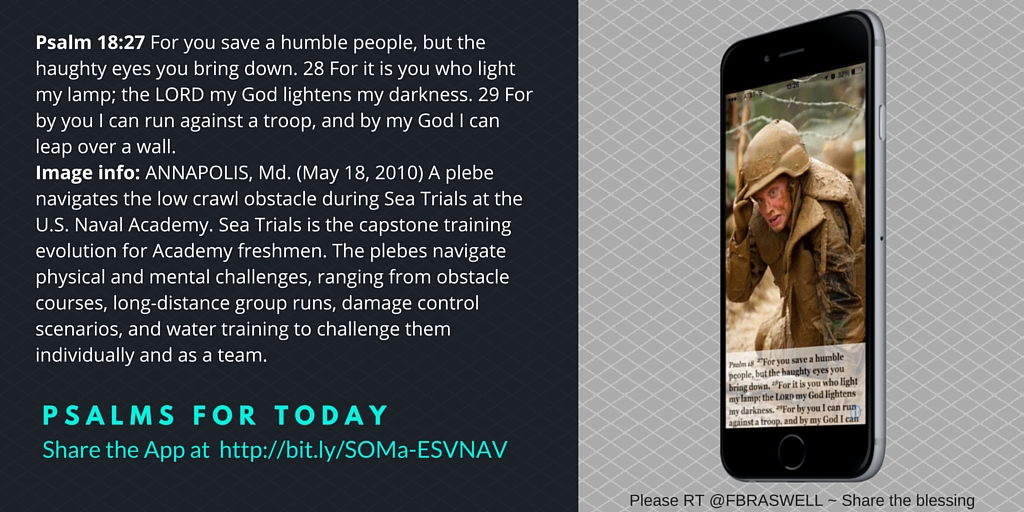 Psalm 18:27 For you save a humble people, but the
haughty eyes you bring down. 28 For it is you who light
my lamp; the LORD my God lightens my darkness. 29 For
by you I can run against a troop, and by my God I can
leap over a wall.
Image info: ANNAPOLIS, Md. (May 18, 2010) A plebe
navigates the low crawl obstacle during Sea Trials at the
U.S. Naval Academy. Sea Trials is the capstone training
evolution for Academy freshmen. The plebes navigate
physical and mental challenges, ranging from obstacle
courses, long-distance group runs, damage control
scenarios, and water training to challenge them
individually and as a team.
PSALMS FOR TODAY
Share the App at http://bit.ly/SOMa-ESVNAV
Psalm 18 27For you save a humble
people, but the haughty eyes you
bring down. 28For it is you who light
my lamp; the LORD my God lightens
my darkness. 29For by you I can run
against a troop, and by my God I can
Please RT @FBRASWELL ~ Share the blessing